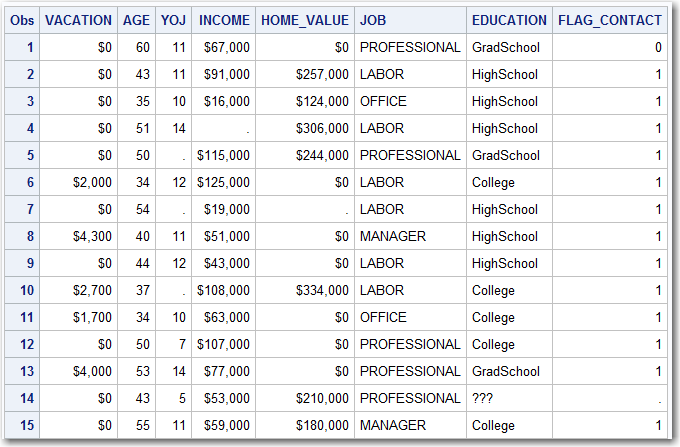 Obs VACATION AGE YOJ INCOME HOME_VALUE JOB EDUCATION FLAG_CONTACT
1 $0 60 11 $67,000 $0 PROFESSIONAL GradSchool 0
2 $0 43 11 $91,000 $257,000 LABOR HighSchool 1
3 $0 35 10 $16,000 $124,000 OFFICE HighSchool 1
4 $0 51 14 . $306,000 LABOR HighSchool 1
5 $0 50 . $115,000 $244,000 PROFESSIONAL GradSchool 1
6 $2,000 34 12 $125,000 $0 LABOR College 1
7 $0 54 . $19,000 . LABOR HighSchool 1
8 $4,300 40 11 $51,000 $0 MANAGER HighSchool 1
9 $0 44 12 $43,000 $0 LABOR HighSchool 1
10 $2,700 37 . $108,000 $334,000 LABOR College 1
11 $1,700 34 10 $63,000 $0 OFFICE College 1
12 $0 50 7 $107,000 $0 PROFESSIONAL College 1
13 $4,000 53 14 $77,000 $0 PROFESSIONAL GradSchool 1
14 $0 43 5 $53,000 $210,000 PROFESSIONAL ??? .
15 $0 55 11 $59,000 $180,000 MANAGER College 1